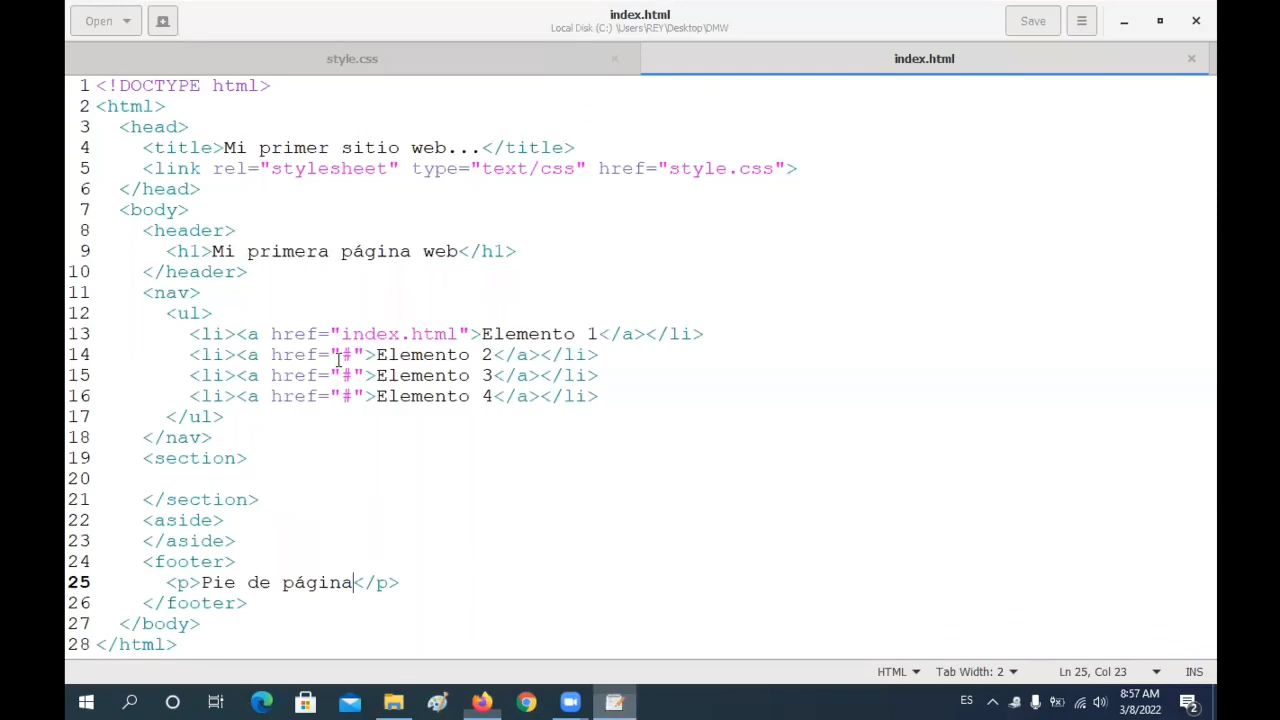 Open
index.html
Local Disk (C:) \Users\REY\Desktop\DMW
Save
style.css
index.html
1 <!DOCTYPE html>
2 <html>
3   <head>
4     <title>Mi primer sitio web...</title>
5     <link rel="stylesheet" type="text/css" href="style.css">
6   </head>
7   <body>
8     <header>
9       <h1>Mi primera página web</h1>
10     </header>
11     <nav>
12       <ul>
13         <li><a href="index.html">Elemento 1</a></li>
14         <li><a href="#">Elemento 2</a></li>
15         <li><a href="#">Elemento 3</a></li>
16         <li><a href="#">Elemento 4</a></li>
17       </ul>
18     </nav>
19     <section>
20
21     </section>
22     <aside>
23     </aside>
24     <footer>
25       <p>Pie de página</p>
26     </footer>
27   </body>
28 </html>
HTML Tab Width: 2 Ln 25, Col 23 INS
ES 8:57 AM
3/8/2022 2